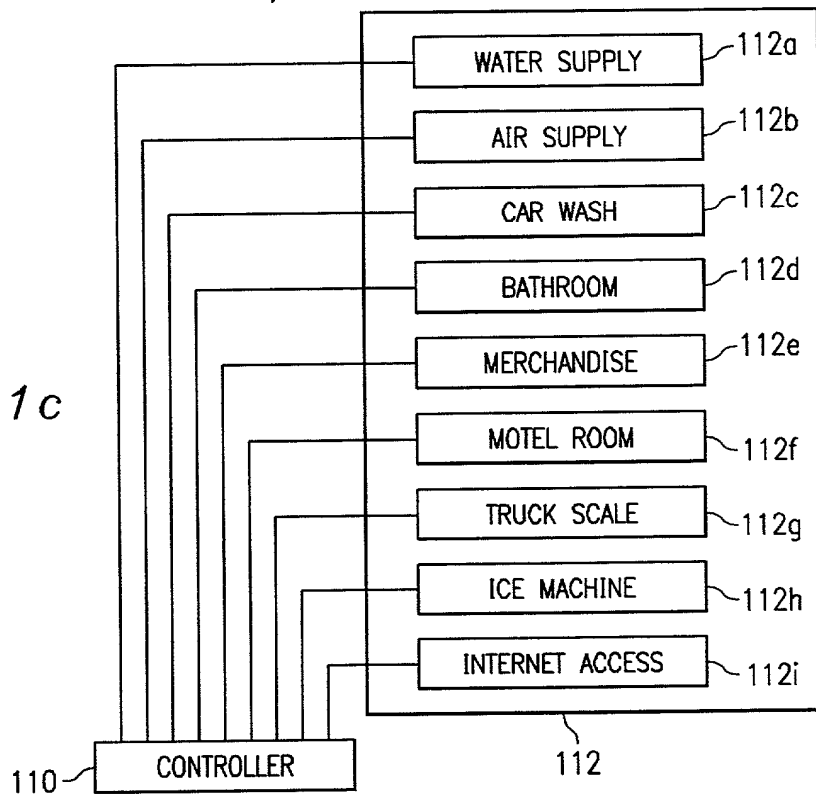 WATER SUPPLY 112a
AIR SUPPLY 112b
CAR WASH 112c
BATHROOM 112d
MERCHANDISE 112e
1c
MOTEL ROOM 112f
TRUCK SCALE 112g
ICE MACHINE 112h
INTERNET ACCESS 112i
110 CONTROLLER 112